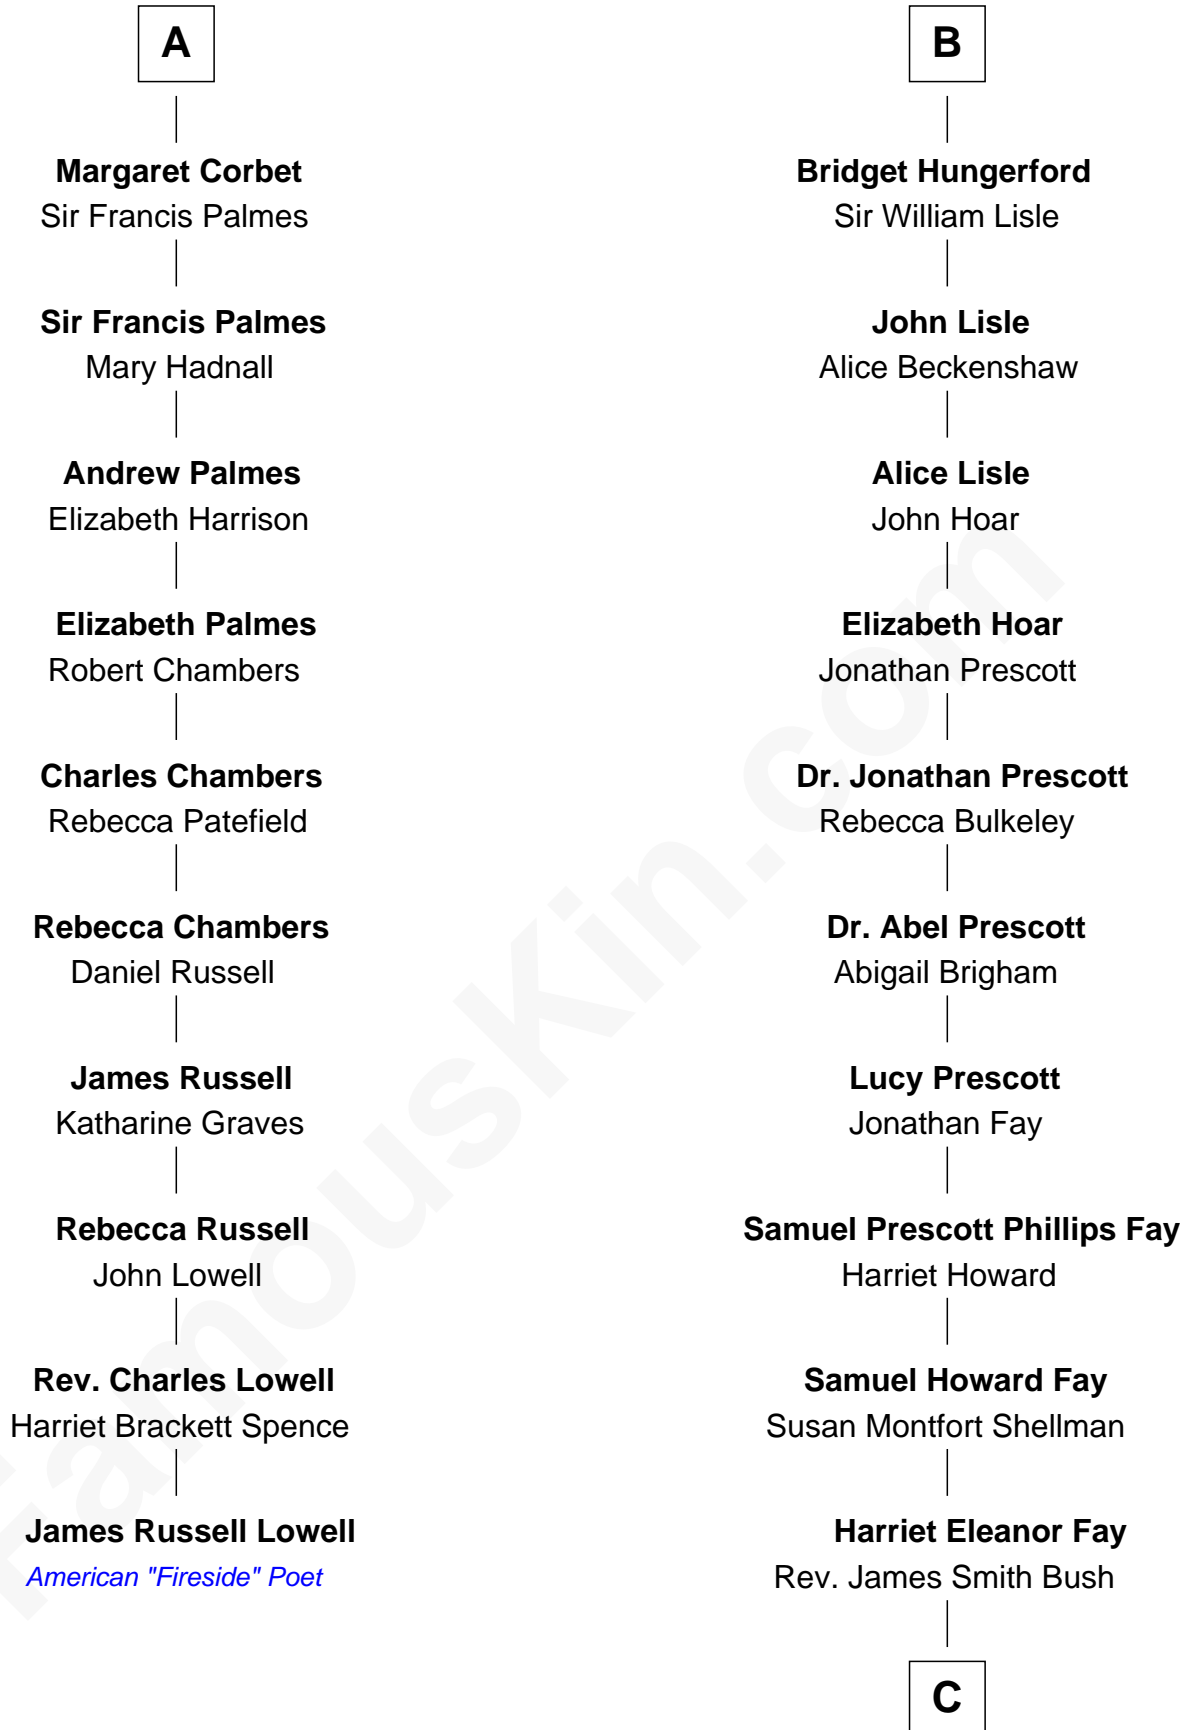 A
Margaret Corbet
Sir Francis Palmes
Sir Francis Palmes
Mary Hadnall
Andrew Palmes
Elizabeth Harrison
Elizabeth Palmes
Robert Chambers
Charles Chambers
Rebecca Patefield
Rebecca Chambers
Daniel Russell
James Russell
Katharine Graves
Rebecca Russell
John Lowell
Rev. Charles Lowell
Harriet Brackett Spence
James Russell Lowell
American "Fireside" Poet
B
Bridget Hungerford
Sir William Lisle
John Lisle
Alice Beckenshaw
Alice Lisle
John Hoar
Elizabeth Hoar
Jonathan Prescott
Dr. Jonathan Prescott
Rebecca Bulkeley
Dr. Abel Prescott
Abigail Brigham
Lucy Prescott
Jonathan Fay
Samuel Prescott Phillips Fay
Harriet Howard
Samuel Howard Fay
Susan Montfort Shellman
Harriet Eleanor Fay
Rev. James Smith Bush
C
FamousKin.com